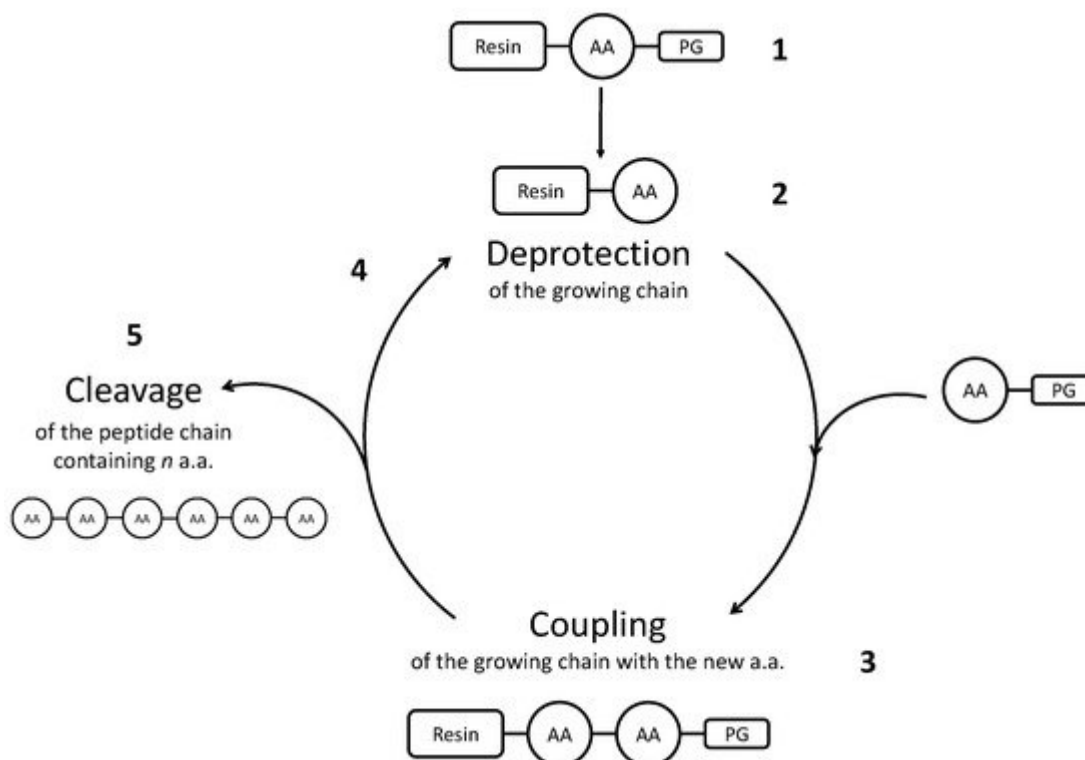 Resin AA PG 1
Resin AA 2
Deprotection
of the growing chain
4
5
Cleavage
of the peptide chain
containing n a.a.
AA AA AA AA AA AA
AA PG
Coupling
of the growing chain with the new a.a.
3
Resin AA AA PG